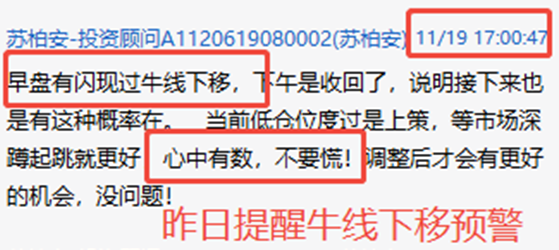 苏柏安-投资顾问A1120619080002(苏柏安) 11/19 17:00:47
早盘有闪现过牛线下移，下午是收回了，说明接下来也
是有这种概率在。 当前低仓位度过是上策，等市场深
蹲起跳就更好 心中有数，不要慌！调整后才会有更好
的机会，没问题！
昨日提醒牛线下移预警